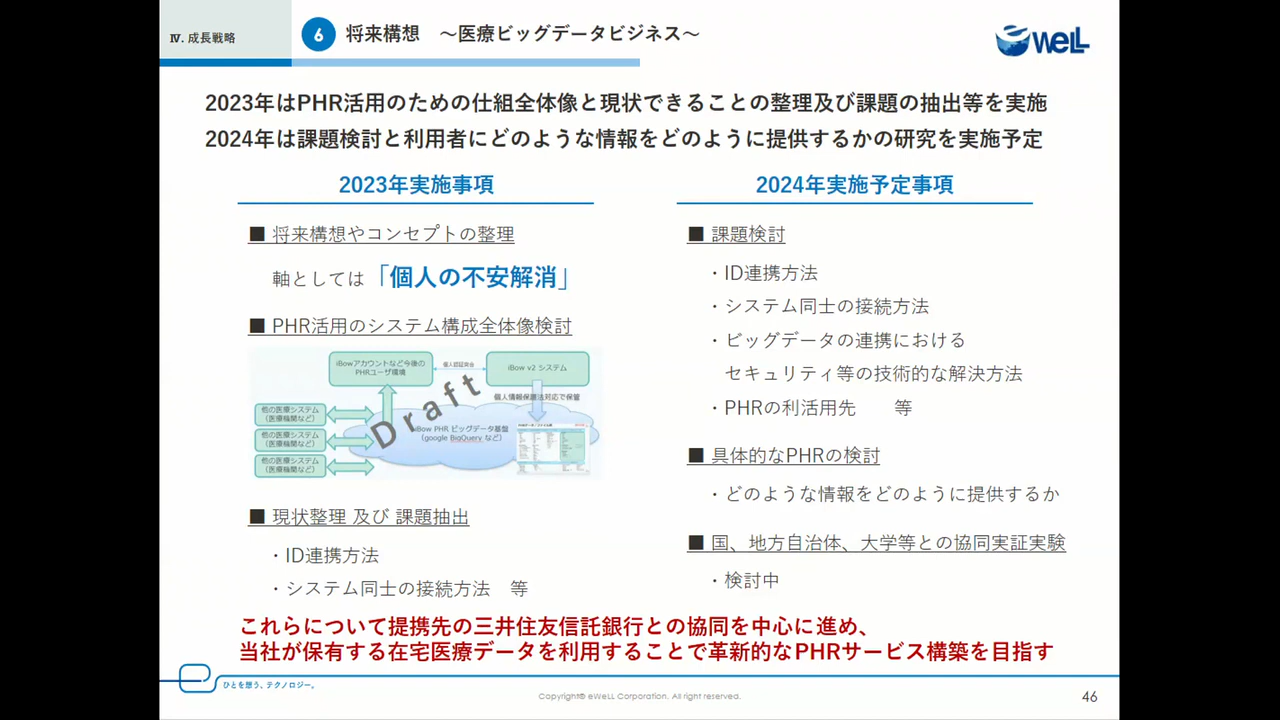 Ⅳ. 成長戦略
6 将来構想 ～医療ビッグデータビジネス～
eWeLL
2023年はPHR活用のための仕組全体像と現状できることの整理及び課題の抽出等を実施
2024年は課題検討と利用者にどのような情報をどのように提供するかの研究を実施予定
2023年実施事項
■ 将来構想やコンセプトの整理
軸としては「個人の不安解消」
■ PHR活用のシステム構成全体像検討
iBowアカウントなど今後の
PHRユーザ環境
個人認証突合
iBow v2 システム
個人情報保護法対応で保管
他の医療システム
（医療機関など）
他の医療システム
（医療機関など）
他の医療システム
（医療機関など）
iBow PHR ビッグデータ基盤
（google BigQuery など）
Draft
■ 現状整理 及び 課題抽出
・ID連携方法
・システム同士の接続方法 等
2024年実施予定事項
■ 課題検討
・ID連携方法
・システム同士の接続方法
・ビッグデータの連携における
セキュリティ等の技術的な解決方法
・PHRの利活用先 等
■ 具体的なPHRの検討
・どのような情報をどのように提供するか
■ 国、地方自治体、大学等との協同実証実験
・検討中
これらについて提携先の三井住友信託銀行との協同を中心に進め、
当社が保有する在宅医療データを利用することで革新的なPHRサービス構築を目指す
ひとを想う、テクノロジー。
Copyright© eWeLL Corporation. All right reserved.
46